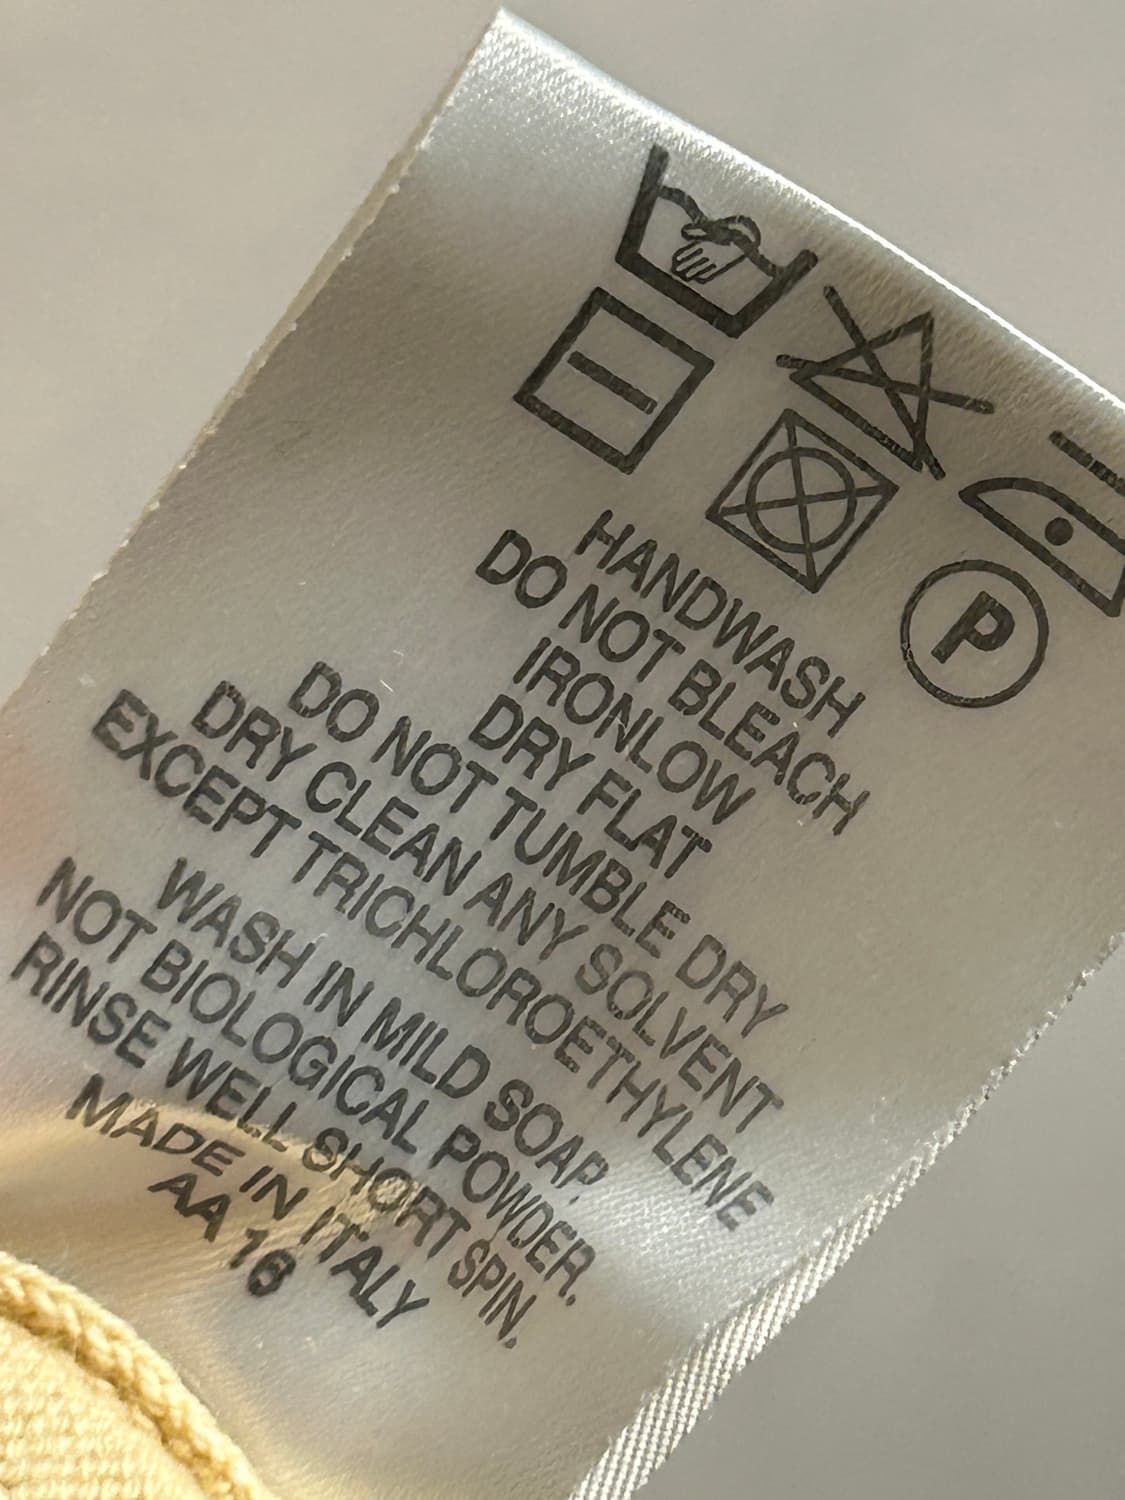 P
HANDWASH
DO NOT BLEACH
IRONLOW
DRY FLAT
DO NOT TUMBLE DRY
DRY CLEAN ANY SOLVENT
EXCEPT TRICHLOROETHYLENE
WASH IN MILD SOAP,
NOT BIOLOGICAL POWDER.
RINSE WELL SHORT SPIN.
MADE IN ITALY
AA 16